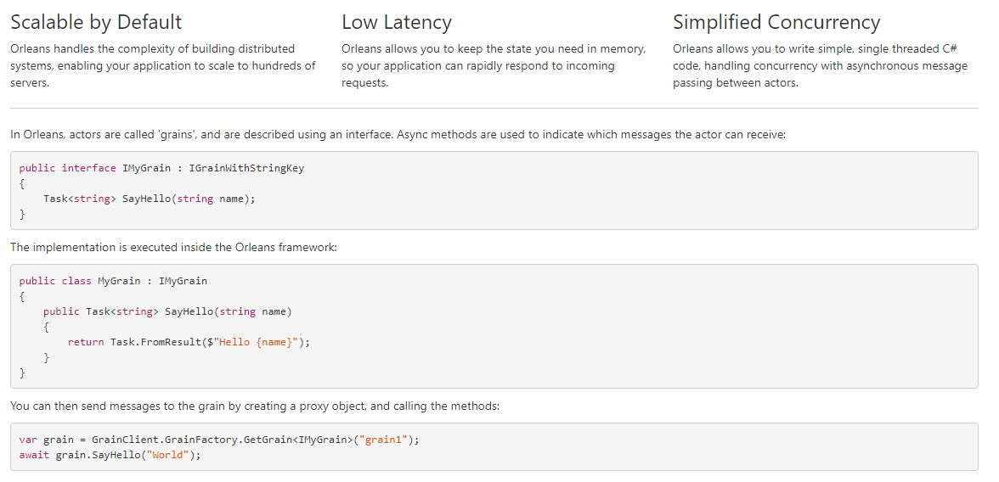 Scalable by Default
Orleans handles the complexity of building distributed
systems, enabling your application to scale to hundreds of
servers.
Low Latency
Orleans allows you to keep the state you need in memory,
so your application can rapidly respond to incoming
requests.
Simplified Concurrency
Orleans allows you to write simple, single threaded C#
code, handling concurrency with asynchronous message
passing between actors.
In Orleans, actors are called 'grains', and are described using an interface. Async methods are used to indicate which messages the actor can receive:
public interface IMyGrain : IGrainWithStringKey
{
    Task<string> SayHello(string name);
}
The implementation is executed inside the Orleans framework:
public class MyGrain : IMyGrain
{
    public Task<string> SayHello(string name)
    {
        return Task.FromResult($"Hello {name}");
    }
}
You can then send messages to the grain by creating a proxy object, and calling the methods:
var grain = GrainClient.GrainFactory.GetGrain<IMyGrain>("grain1");
await grain.SayHello("World");